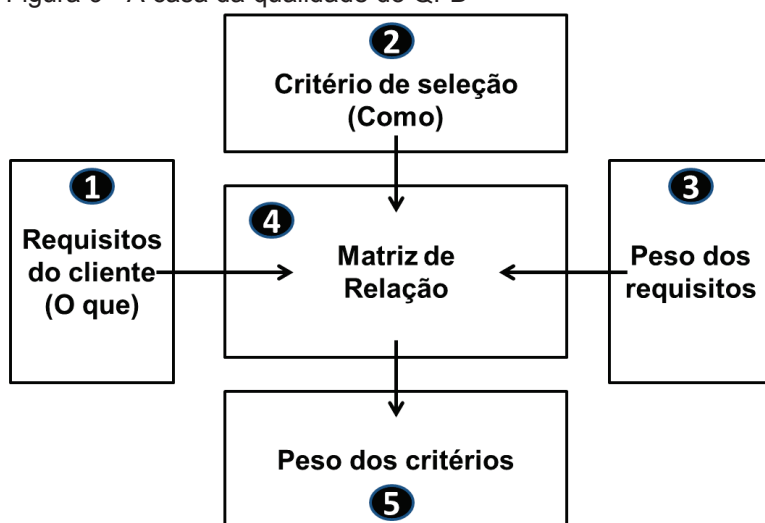 2
Critério de seleção
(Como)
1
Requisitos
do cliente
(O que)
4
Matriz de
Relação
3
Peso dos
requisitos
Peso dos critérios
5